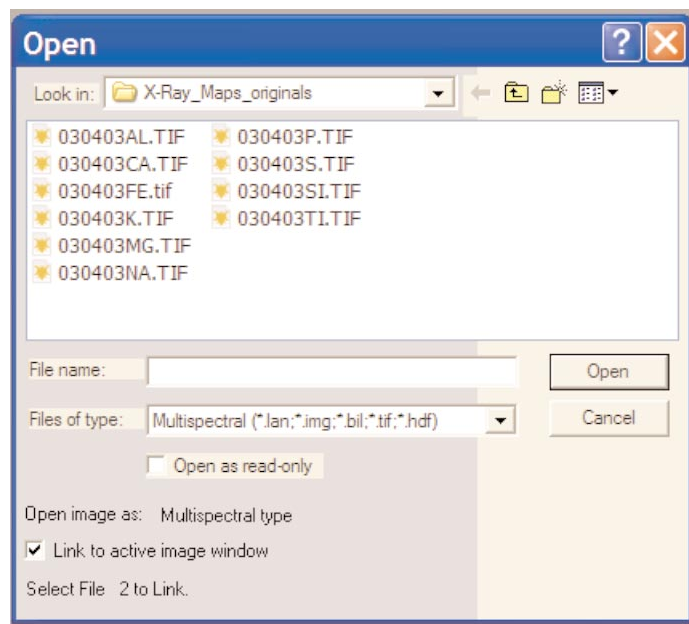 Open
Look in: X-Ray_Maps_originals
030403AL.TIF 030403P.TIF
030403CA.TIF 030403S.TIF
030403FE.tif 030403SI.TIF
030403K.TIF 030403TI.TIF
030403MG.TIF
030403NA.TIF
File name: Open
Files of type: Multispectral (*.lan;*.img;*.bil;*.tif;*.hdf) Cancel
Open as read-only
Open image as: Multispectral type
Link to active image window
Select File 2 to Link.